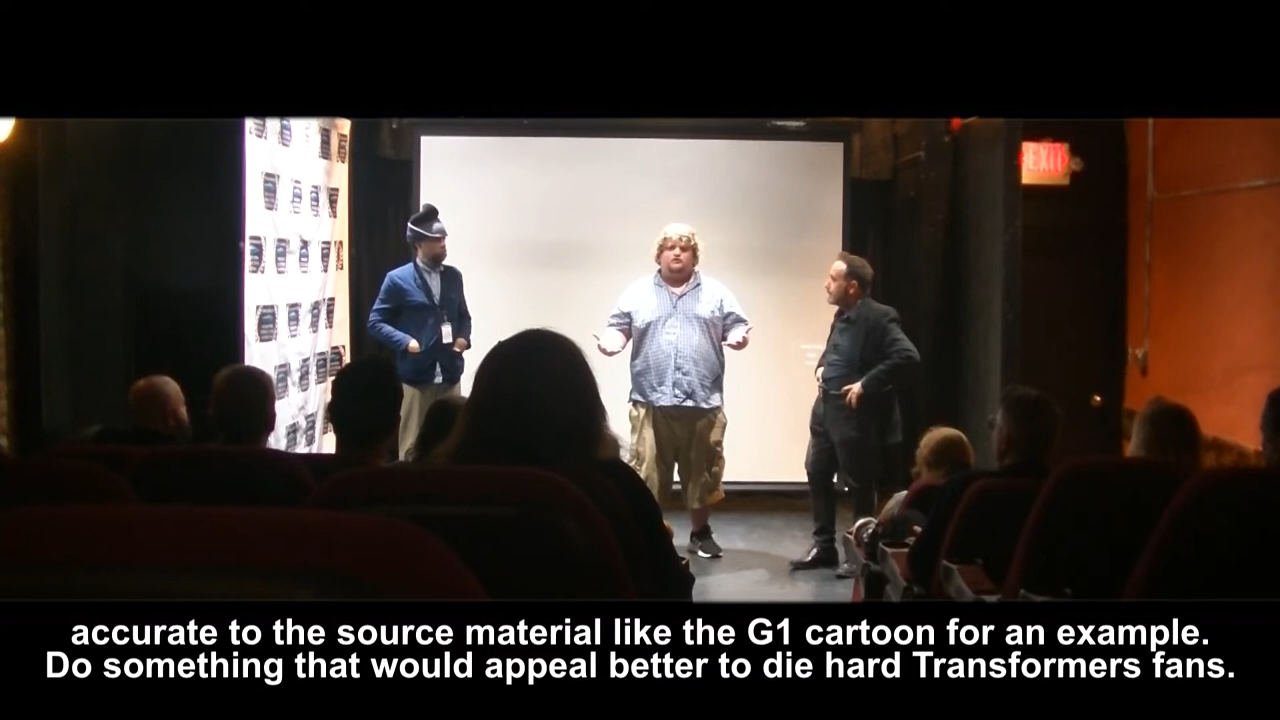 EXIT
accurate to the source material like the G1 cartoon for an example.
Do something that would appeal better to die hard Transformers fans.